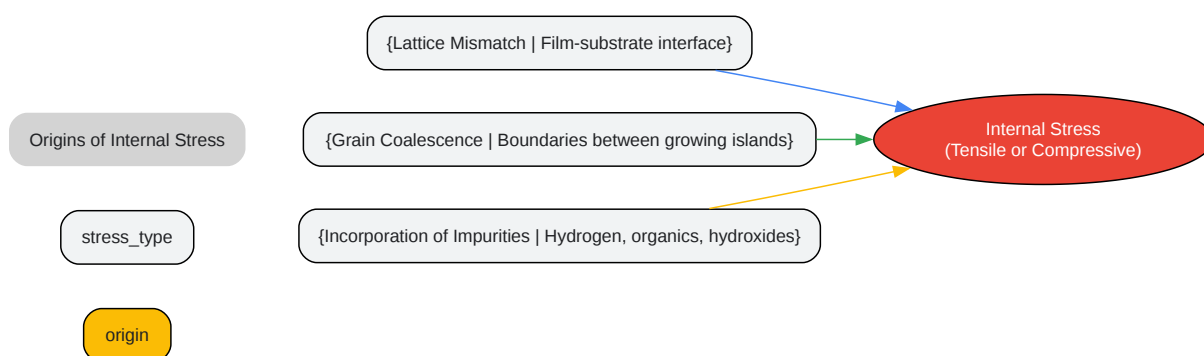 {Lattice Mismatch | Film-substrate interface}
Origins of Internal Stress
{Grain Coalescence | Boundaries between growing islands}
Internal Stress
(Tensile or Compressive)
stress_type
{Incorporation of Impurities | Hydrogen, organics, hydroxides}
origin